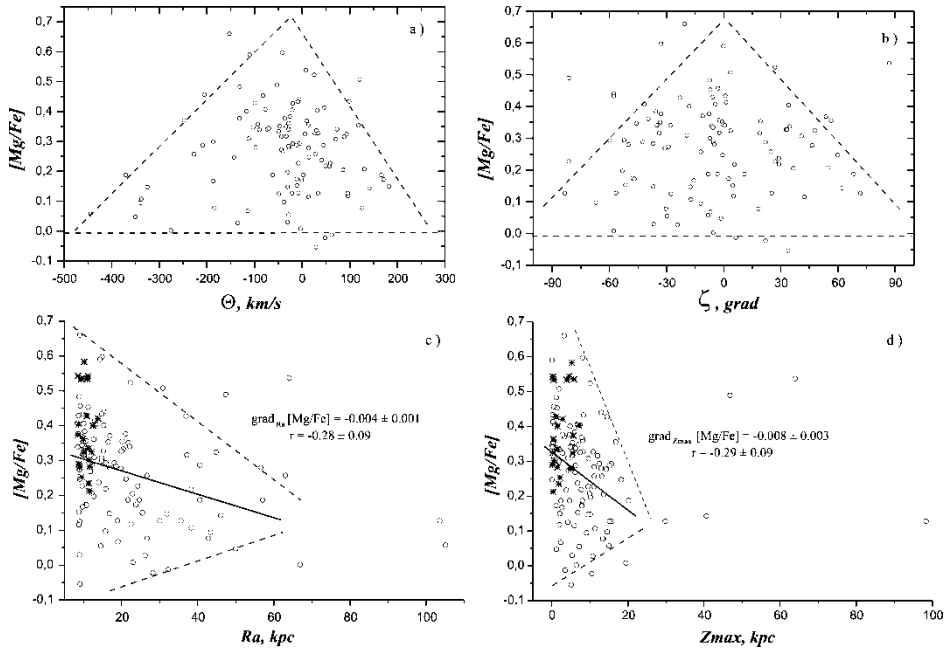 a )
0,7
0,6
0,5
0,4
0,3
0,2
0,1
0,0
-0,1
[Mg/Fe]
-500 -400 -300 -200 -100 0 100 200 300
Θ, km/s
b )
0,7
0,6
0,5
0,4
0,3
0,2
0,1
0,0
-0,1
[Mg/Fe]
-90 -60 -30 0 30 60 90
ζ , grad
c )
0,7
0,6
0,5
0,4
0,3
0,2
0,1
0,0
-0,1
[Mg/Fe]
grad Ra [Mg/Fe] = -0.004 ± 0.001
r = -0.28 ± 0.09
20 40 60 80 100
Ra, kpc
d )
0,7
0,6
0,5
0,4
0,3
0,2
0,1
0,0
-0,1
[Mg/Fe]
grad Zmax [Mg/Fe] = -0.008 ± 0.003
r = -0.29 ± 0.09
0 20 40 60 80 100
Zmax, kpc